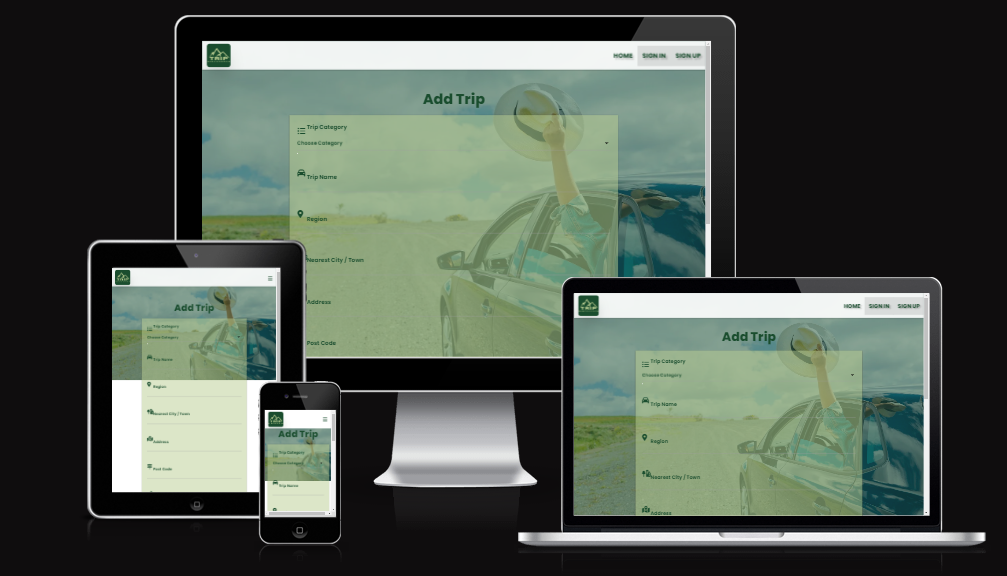 TRIP
HOME SIGN IN SIGN UP
Add Trip
Trip Category
Choose Category
Trip Name
Region
Nearest City / Town
Address
Post Code
TRIP
Add Trip
Trip Category
Choose Category
Trip Name
Region
Nearest City / Town
Address
Post Code
TRIP
Add Trip
Trip Category
Choose Category
Trip Name
TRIP
HOME SIGN IN SIGN UP
Add Trip
Trip Category
Choose Category
Trip Name
Region
Nearest City / Town
Address